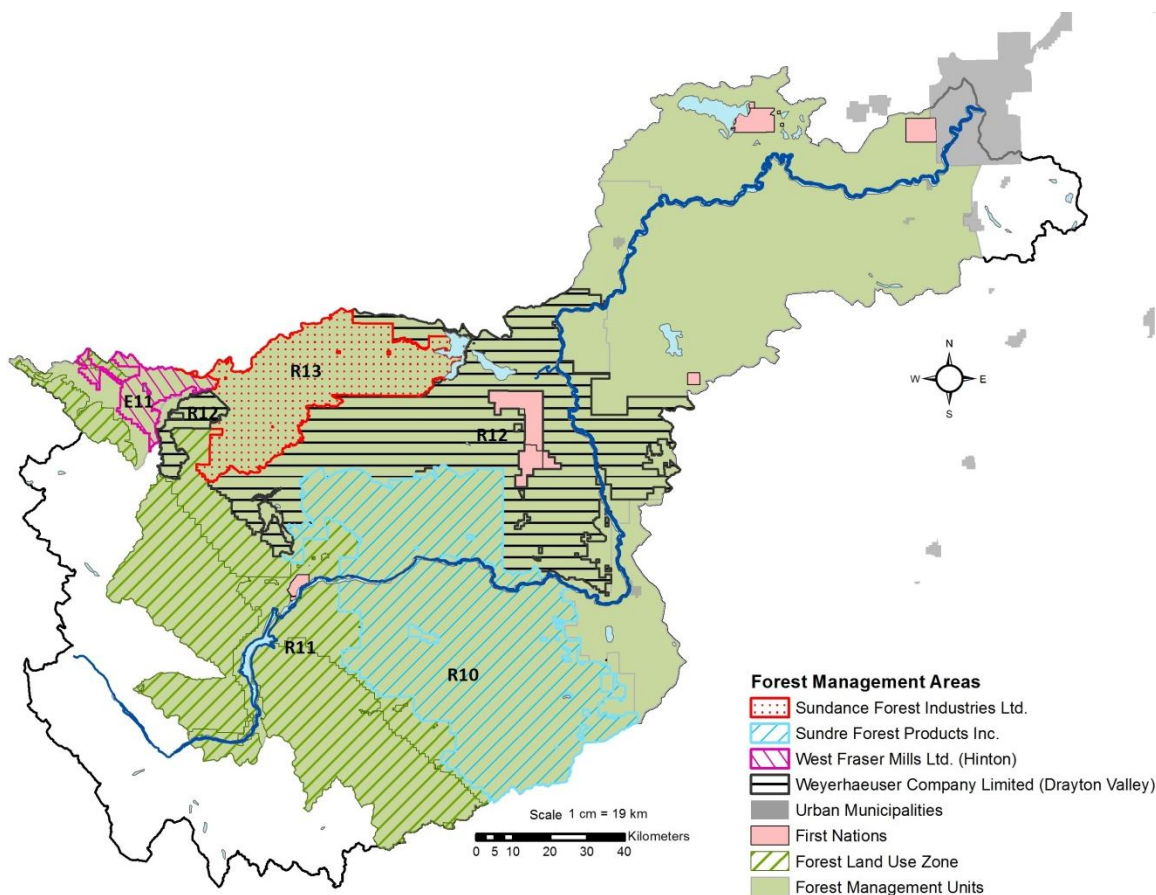 N
W E
S
R13
E11
R12
R12
R11
R10
Forest Management Areas
Sundance Forest Industries Ltd.
Sundre Forest Products Inc.
West Fraser Mills Ltd. (Hinton)
Weyerhaeuser Company Limited (Drayton Valley)
Urban Municipalities
First Nations
Forest Land Use Zone
Forest Management Units
Scale 1 cm = 19 km
Kilometers
0 5 10 20 30 40